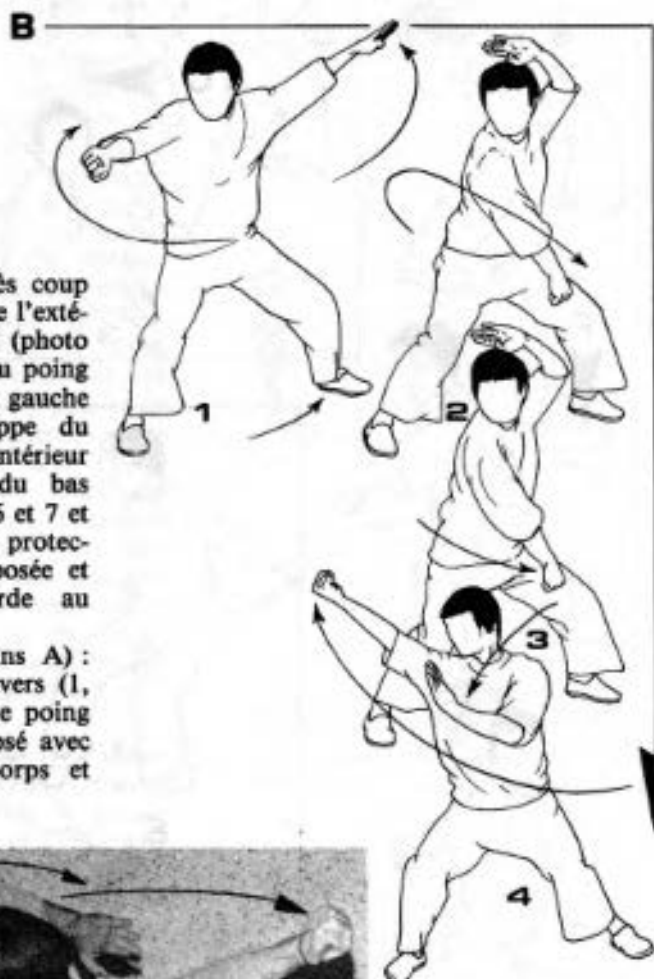 B
ès coup
e l'exté-
(photo
u poing
gauche
ppe du
ntérieur
du bas
5 et 7 et
protec-
posée et
rde au
ns A) :
vers (1,
e poing
sé avec
orps et
1
2
3
4